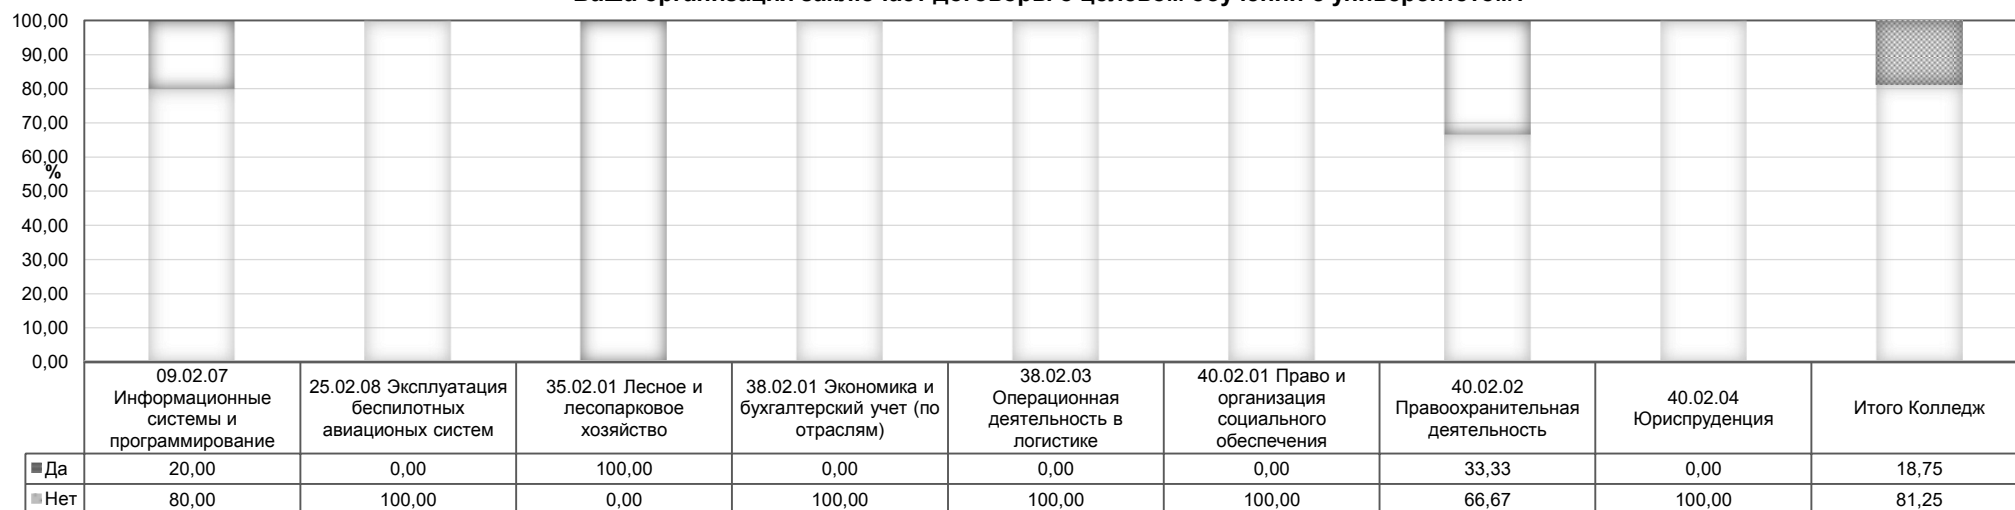 100,00
90,00
80,00
70,00
60,00
%
50,00
40,00
30,00
20,00
10,00
0,00
09.02.07
Информационные
системы и
программирование
25.02.08 Эксплуатация
беспилотных
авиационых систем
35.02.01 Лесное и
лесопарковое
хозяйство
38.02.01 Экономика и
бухгалтерский учет (по
отраслям)
38.02.03
Операционная
деятельность в
логистике
40.02.01 Право и
организация
социального
обеспечения
40.02.02
Правоохранительная
деятельность
40.02.04
Юриспруденция
Итого Колледж
Да 20,00 0,00 100,00 0,00 0,00 0,00 33,33 0,00 18,75
Нет 80,00 100,00 0,00 100,00 100,00 100,00 66,67 100,00 81,25